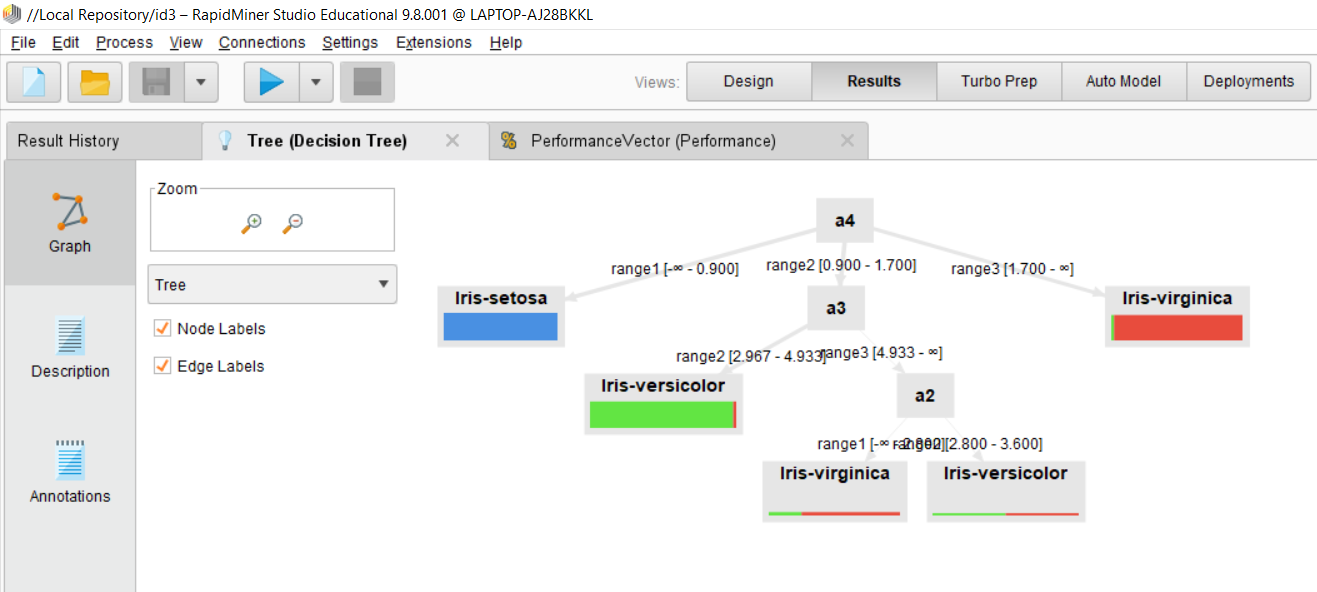 //Local Repository/id3 – RapidMiner Studio Educational 9.8.001 @ LAPTOP-AJ28BKKL
File Edit Process View Connections Settings Extensions Help
Views: Design Results Turbo Prep Auto Model Deployments
Result History Tree (Decision Tree) PerformanceVector (Performance)
Zoom
Graph
Tree
Node Labels
Edge Labels
Description
Annotations
a4
range1 [-∞ - 0.900] range2 [0.900 - 1.700] range3 [1.700 - ∞]
Iris-setosa a3 Iris-virginica
range2 [2.967 - 4.933] range3 [4.933 - ∞]
Iris-versicolor a2
range1 [-∞ - 2.800] range2 [2.800 - 3.600]
Iris-virginica Iris-versicolor